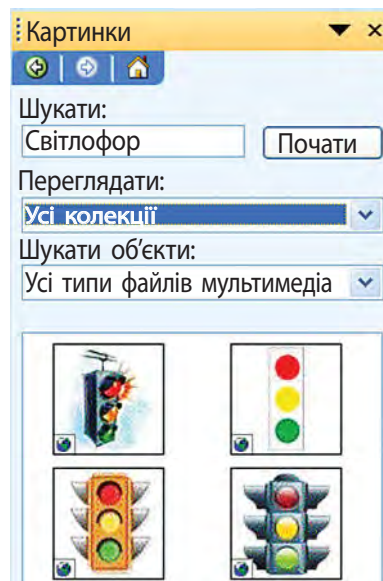 Картинки
Шукати:
Світлофор Почати
Переглядати:
Усі колекції
Шукати об’єкти:
Усі типи файлів мультимедіа